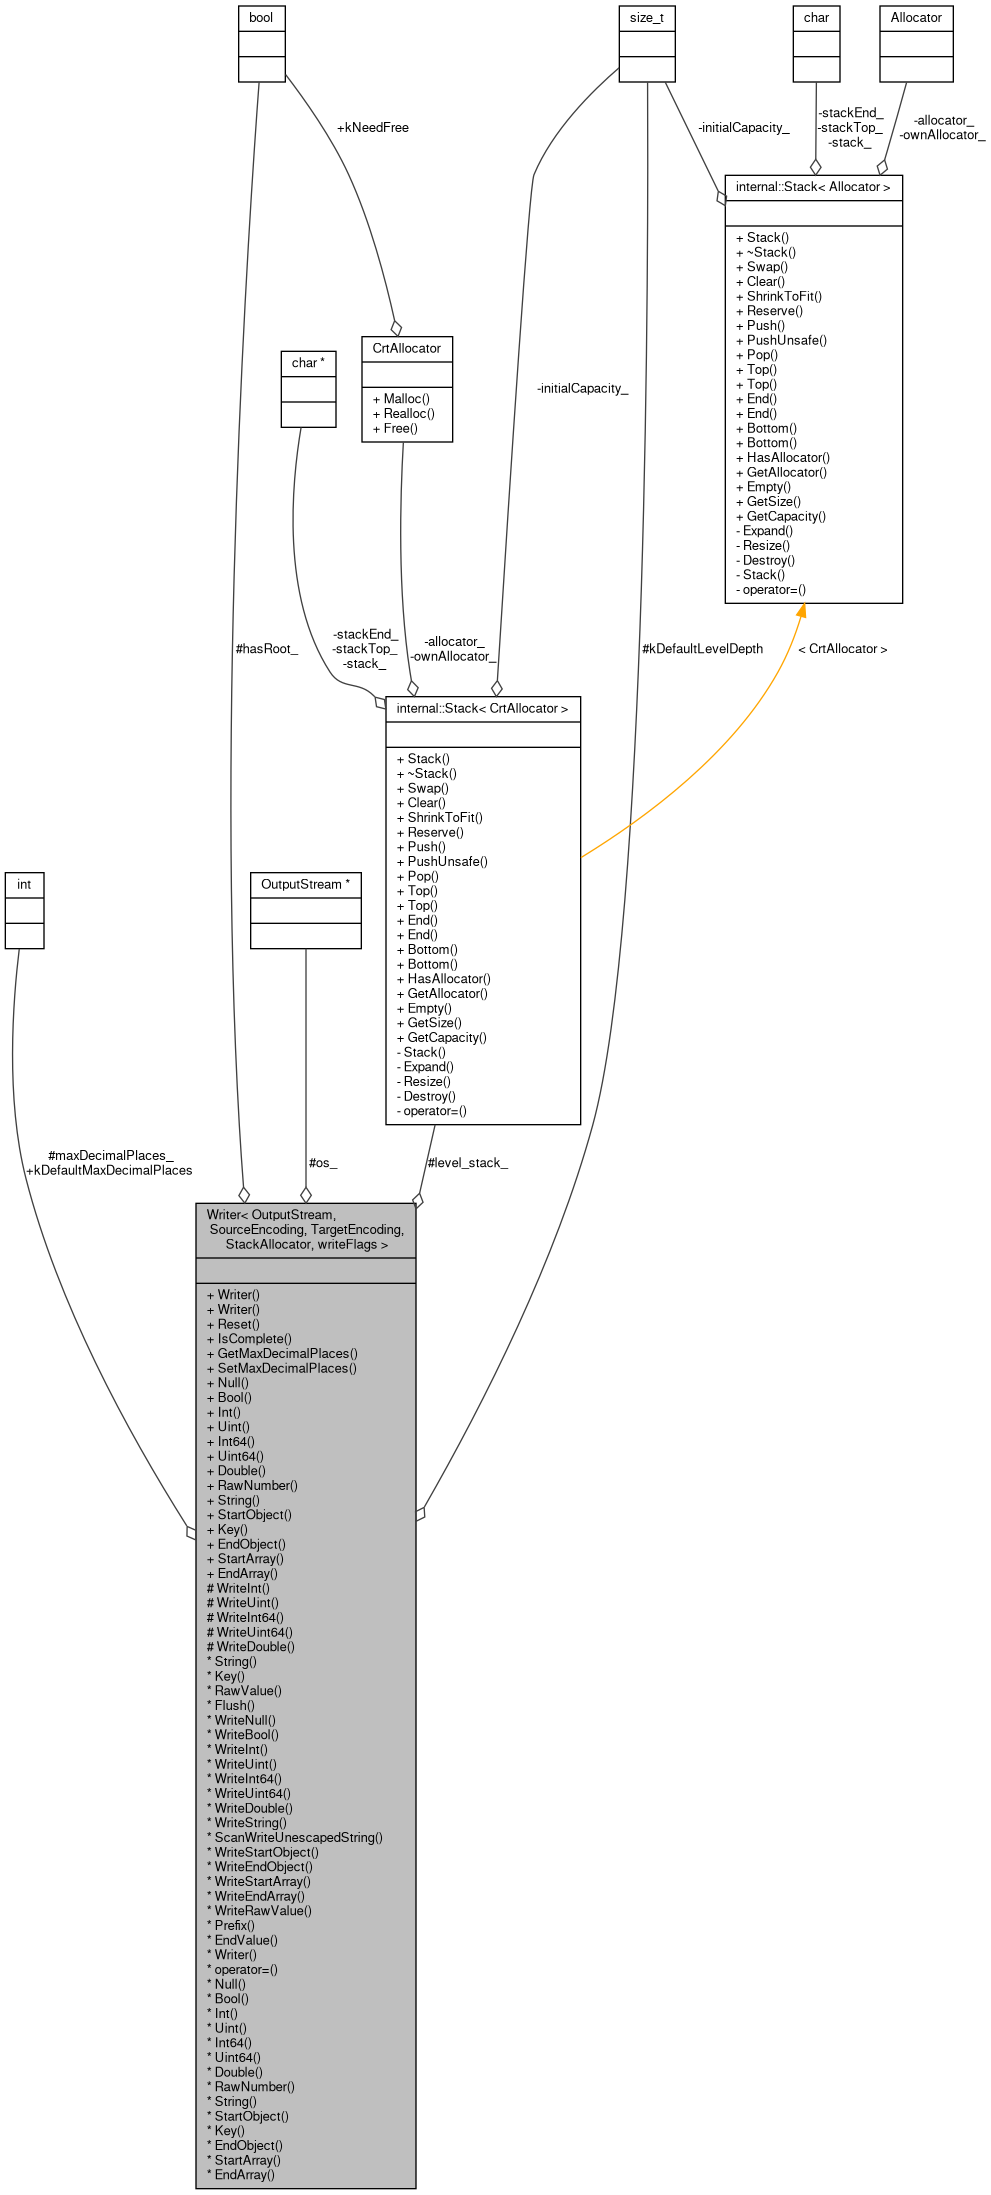 bool
size_t
char
Allocator
+kNeedFree
-initialCapacity_
-stackEnd_
-stackTop_
-stack_
-allocator_
-ownAllocator_
internal::Stack< Allocator >
+ Stack()
+ ~Stack()
+ Swap()
+ Clear()
+ ShrinkToFit()
+ Reserve()
+ Push()
+ PushUnsafe()
+ Pop()
+ Top()
+ Top()
+ End()
+ End()
+ Bottom()
+ Bottom()
+ HasAllocator()
+ GetAllocator()
+ Empty()
+ GetSize()
+ GetCapacity()
- Expand()
- Resize()
- Destroy()
- Stack()
- operator=()
char *
CrtAllocator
+ Malloc()
+ Realloc()
+ Free()
-initialCapacity_
#hasRoot_
-stackEnd_
-stackTop_
-stack_
-allocator_
-ownAllocator_
#kDefaultLevelDepth
< CrtAllocator >
internal::Stack< CrtAllocator >
+ Stack()
+ ~Stack()
+ Swap()
+ Clear()
+ ShrinkToFit()
+ Reserve()
+ Push()
+ PushUnsafe()
+ Pop()
+ Top()
+ Top()
+ End()
+ End()
+ Bottom()
+ Bottom()
+ HasAllocator()
+ GetAllocator()
+ Empty()
+ GetSize()
+ GetCapacity()
- Stack()
- Expand()
- Resize()
- Destroy()
- operator=()
int
OutputStream *
#maxDecimalPlaces_
+kDefaultMaxDecimalPlaces
#os_
#level_stack_
Writer< OutputStream,
SourceEncoding, TargetEncoding,
StackAllocator, writeFlags >
+ Writer()
+ Writer()
+ Reset()
+ IsComplete()
+ GetMaxDecimalPlaces()
+ SetMaxDecimalPlaces()
+ Null()
+ Bool()
+ Int()
+ Uint()
+ Int64()
+ Uint64()
+ Double()
+ RawNumber()
+ String()
+ StartObject()
+ Key()
+ EndObject()
+ StartArray()
+ EndArray()
# WriteInt()
# WriteUint()
# WriteInt64()
# WriteUint64()
# WriteDouble()
* String()
* Key()
* RawValue()
* Flush()
* WriteNull()
* WriteBool()
* WriteInt()
* WriteUint()
* WriteInt64()
* WriteUint64()
* WriteDouble()
* WriteString()
* ScanWriteUnescapedString()
* WriteStartObject()
* WriteEndObject()
* WriteStartArray()
* WriteEndArray()
* WriteRawValue()
* Prefix()
* EndValue()
* Writer()
* operator=()
* Null()
* Bool()
* Int()
* Uint()
* Int64()
* Uint64()
* Double()
* RawNumber()
* String()
* StartObject()
* Key()
* EndObject()
* StartArray()
* EndArray()